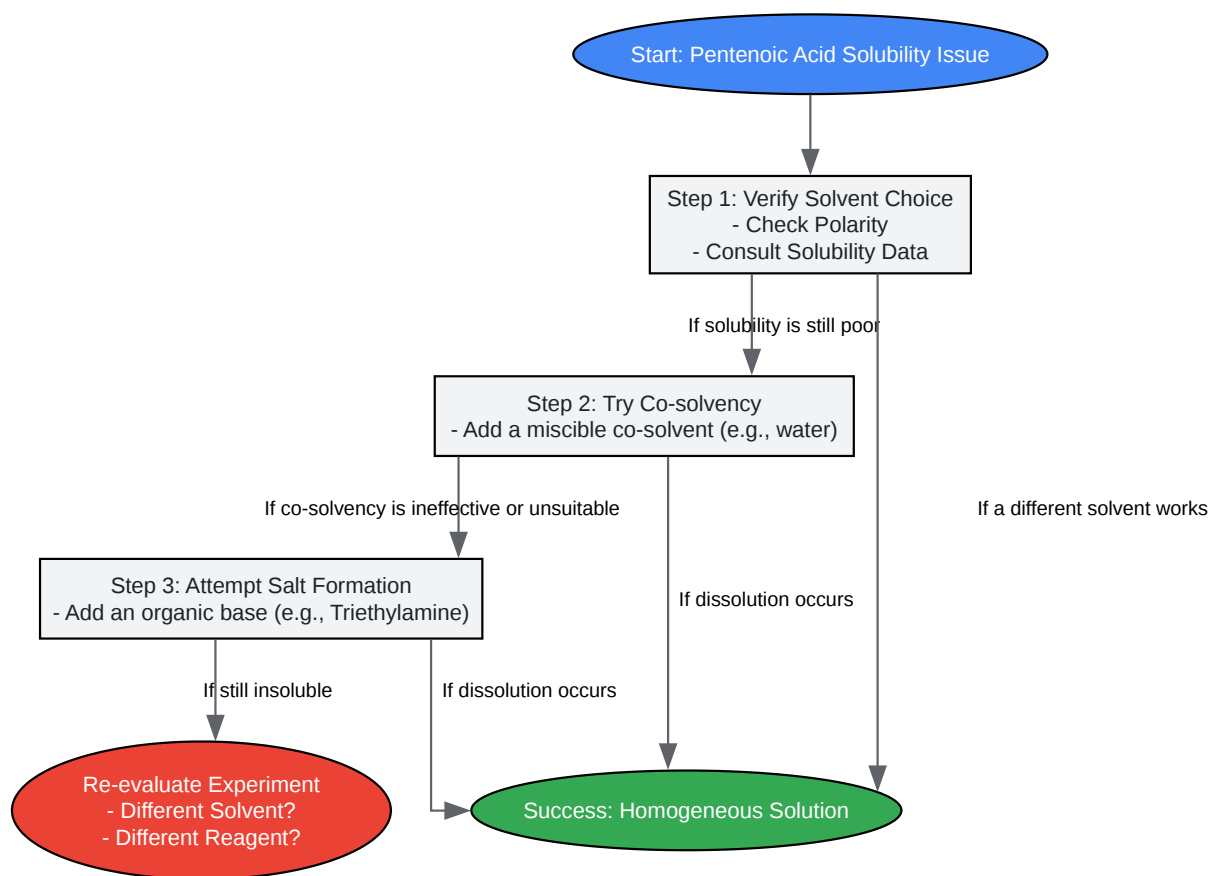 Start: Pentenoic Acid Solubility Issue
Step 1: Verify Solvent Choice
- Check Polarity
- Consult Solubility Data
If solubility is still poor
Step 2: Try Co-solvency
- Add a miscible co-solvent (e.g., water)
If co-solvency is ineffective or unsuitable
If a different solvent works
Step 3: Attempt Salt Formation
- Add an organic base (e.g., Triethylamine)
If dissolution occurs
If still insoluble
If dissolution occurs
Re-evaluate Experiment
- Different Solvent?
- Different Reagent?
Success: Homogeneous Solution